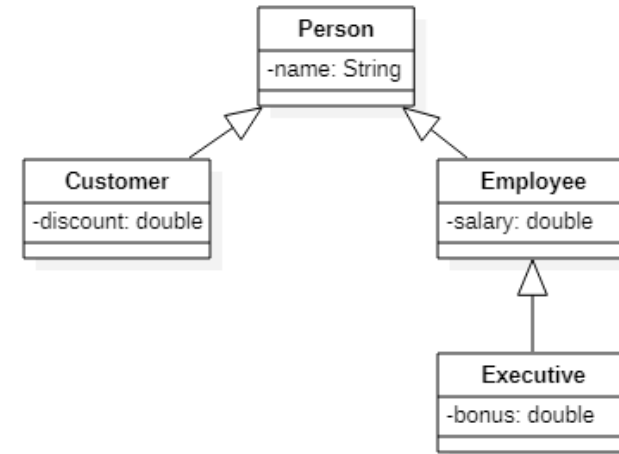 Person
-name: String
Customer
-discount: double
Employee
-salary: double
Executive
-bonus: double